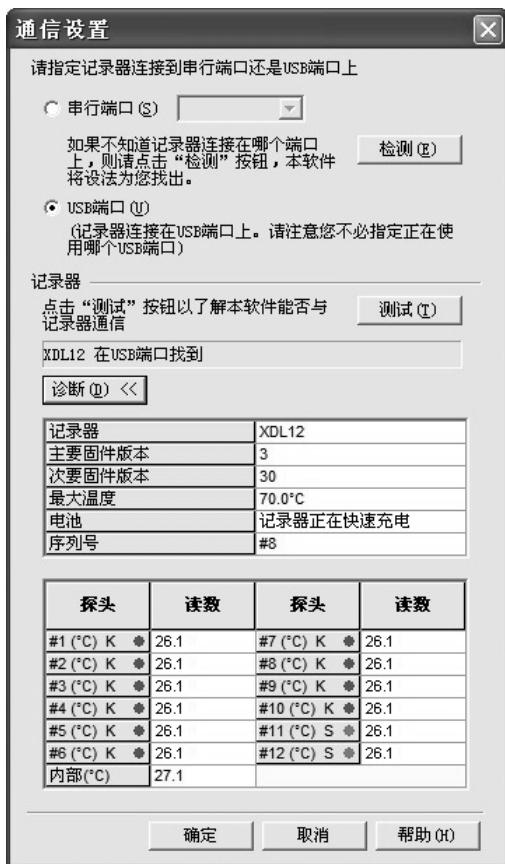 通信设置
请指定记录器连接到串行端口还是USB端口上
串行端口(S)
如果不知道记录器连接在哪个端口
上，则请点击“检测”按钮，本软件
将设法为您找出。
检测(E)
USB端口(U)
(记录器连接在USB端口上。请注意您不必指定正在使
用哪个USB端口)
记录器
点击“测试”按钮以了解本软件能否与
记录器通信
测试(T)
XDL12 在USB端口找到
诊断(D) <<
记录器 XDL12
主要固件版本 3
次要固件版本 30
最大温度 70.0°C
电池 记录器正在快速充电
序列号 #8
探头 读数 探头 读数
#1 (°C) K 26.1 #7 (°C) K 26.1
#2 (°C) K 26.1 #8 (°C) K 26.1
#3 (°C) K 26.1 #9 (°C) K 26.1
#4 (°C) K 26.1 #10 (°C) K 26.1
#5 (°C) K 26.1 #11 (°C) S 26.1
#6 (°C) K 26.1 #12 (°C) S 26.1
内部(°C) 27.1
确定 取消 帮助(H)